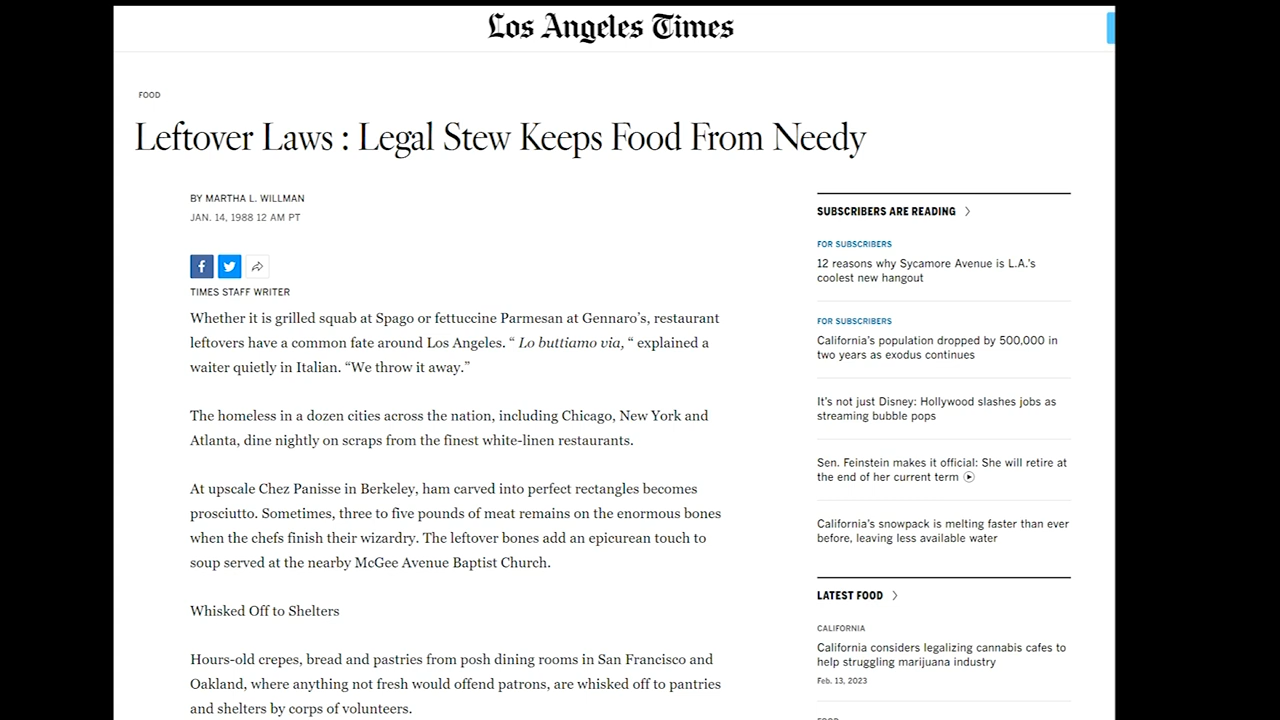 Los Angeles Times
FOOD
Leftover Laws : Legal Stew Keeps Food From Needy
BY MARTHA L. WILLMAN
JAN. 14, 1988 12 AM PT
TIMES STAFF WRITER
Whether it is grilled squab at Spago or fettuccine Parmesan at Gennaro’s, restaurant
leftovers have a common fate around Los Angeles. “ Lo buttiamo via, “ explained a
waiter quietly in Italian. “We throw it away.”
The homeless in a dozen cities across the nation, including Chicago, New York and
Atlanta, dine nightly on scraps from the finest white-linen restaurants.
At upscale Chez Panisse in Berkeley, ham carved into perfect rectangles becomes
prosciutto. Sometimes, three to five pounds of meat remains on the enormous bones
when the chefs finish their wizardry. The leftover bones add an epicurean touch to
soup served at the nearby McGee Avenue Baptist Church.
Whisked Off to Shelters
Hours-old crepes, bread and pastries from posh dining rooms in San Francisco and
Oakland, where anything not fresh would offend patrons, are whisked off to pantries
and shelters by corps of volunteers.
SUBSCRIBERS ARE READING
FOR SUBSCRIBERS
12 reasons why Sycamore Avenue is L.A.’s
coolest new hangout
FOR SUBSCRIBERS
California’s population dropped by 500,000 in
two years as exodus continues
It’s not just Disney: Hollywood slashes jobs as
streaming bubble pops
Sen. Feinstein makes it official: She will retire at
the end of her current term
California’s snowpack is melting faster than ever
before, leaving less available water
LATEST FOOD
CALIFORNIA
California considers legalizing cannabis cafes to
help struggling marijuana industry
Feb. 13, 2023